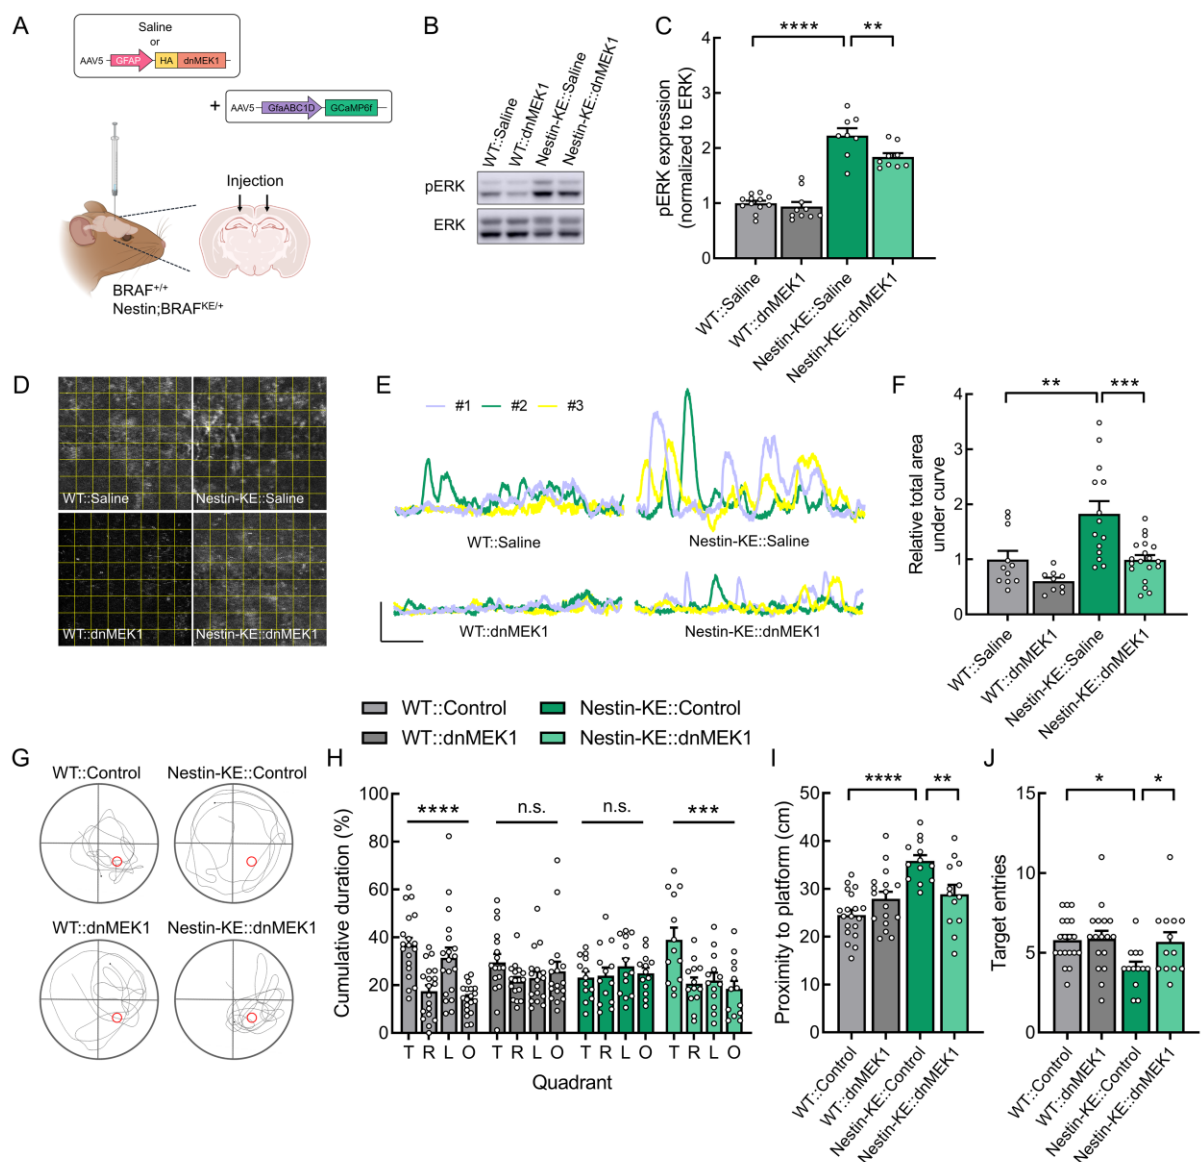 A
Saline
or
AAV5 GFAP HA dnMEK1
+ AAV5 GfaABC1D GCaMP6f
Injection
BRAF+/+
Nestin;BRAFKE/+
B
WT::Saline
WT::dnMEK1
Nestin-KE::Saline
Nestin-KE::dnMEK1
pERK
ERK
C
**** **
pERK expression
(normalized to ERK)
4
3
2
1
0
WT::Saline
WT::dnMEK1
Nestin-KE::Saline
Nestin-KE::dnMEK1
D
WT::Saline Nestin-KE::Saline
WT::dnMEK1 Nestin-KE::dnMEK1
E
#1 #2 #3
WT::Saline Nestin-KE::Saline
WT::dnMEK1 Nestin-KE::dnMEK1
F
** ***
Relative total area
under curve
4
3
2
1
0
WT::Saline
WT::dnMEK1
Nestin-KE::Saline
Nestin-KE::dnMEK1
WT::Control Nestin-KE::Control
WT::dnMEK1 Nestin-KE::dnMEK1
G
WT::Control Nestin-KE::Control
WT::dnMEK1 Nestin-KE::dnMEK1
H
**** n.s. n.s. ***
Cumulative duration (%)
100
80
60
40
20
0
T R L O T R L O T R L O T R L O
Quadrant
I
**** **
Proximity to platform (cm)
50
40
30
20
10
0
WT::Control
WT::dnMEK1
Nestin-KE::Control
Nestin-KE::dnMEK1
J
* *
Target entries
15
10
5
0
WT::Control
WT::dnMEK1
Nestin-KE::Control
Nestin-KE::dnMEK1